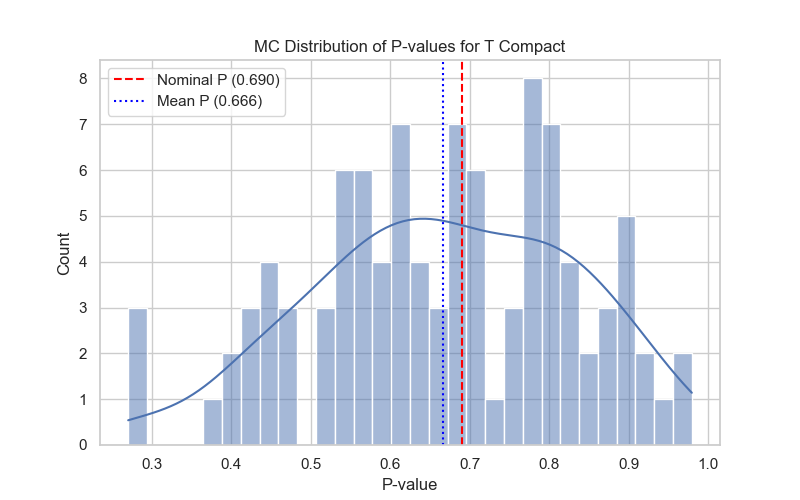 MC Distribution of P-values for T Compact
Nominal P (0.690)
Mean P (0.666)
Count
8
7
6
5
4
3
2
1
0
0.3 0.4 0.5 0.6 0.7 0.8 0.9 1.0
P-value